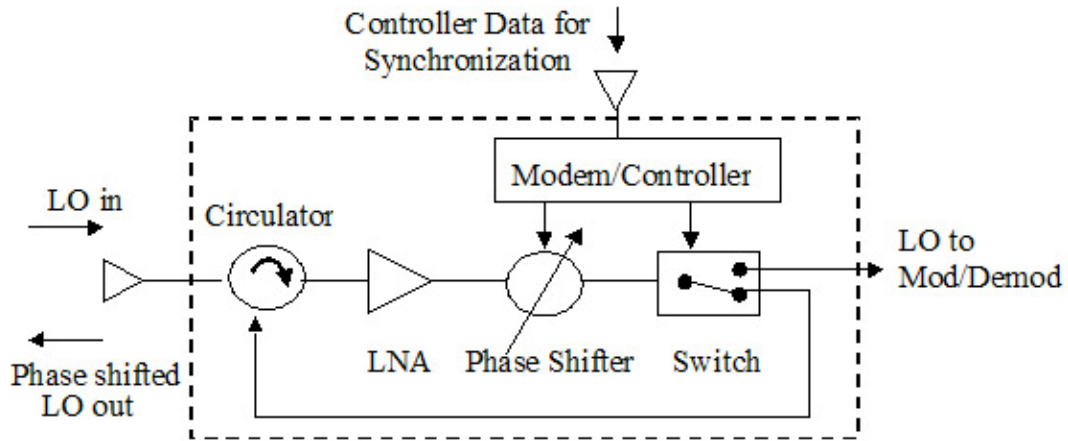 Controller Data for
Synchronization
Modem/Controller
LO in
Circulator
LO to
Mod/Demod
LNA
Phase Shifter
Switch
Phase shifted
LO out